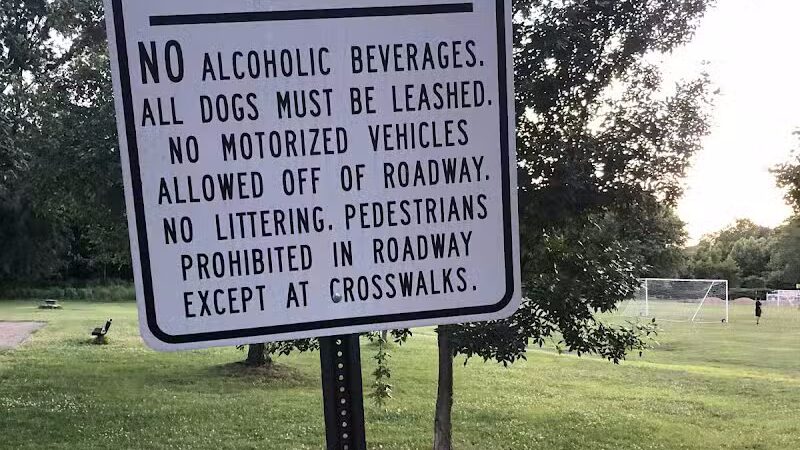 NO ALCOHOLIC BEVERAGES.
ALL DOGS MUST BE LEASHED.
NO MOTORIZED VEHICLES
ALLOWED OFF OF ROADWAY.
NO LITTERING. PEDESTRIANS
PROHIBITED IN ROADWAY
EXCEPT AT CROSSWALKS.